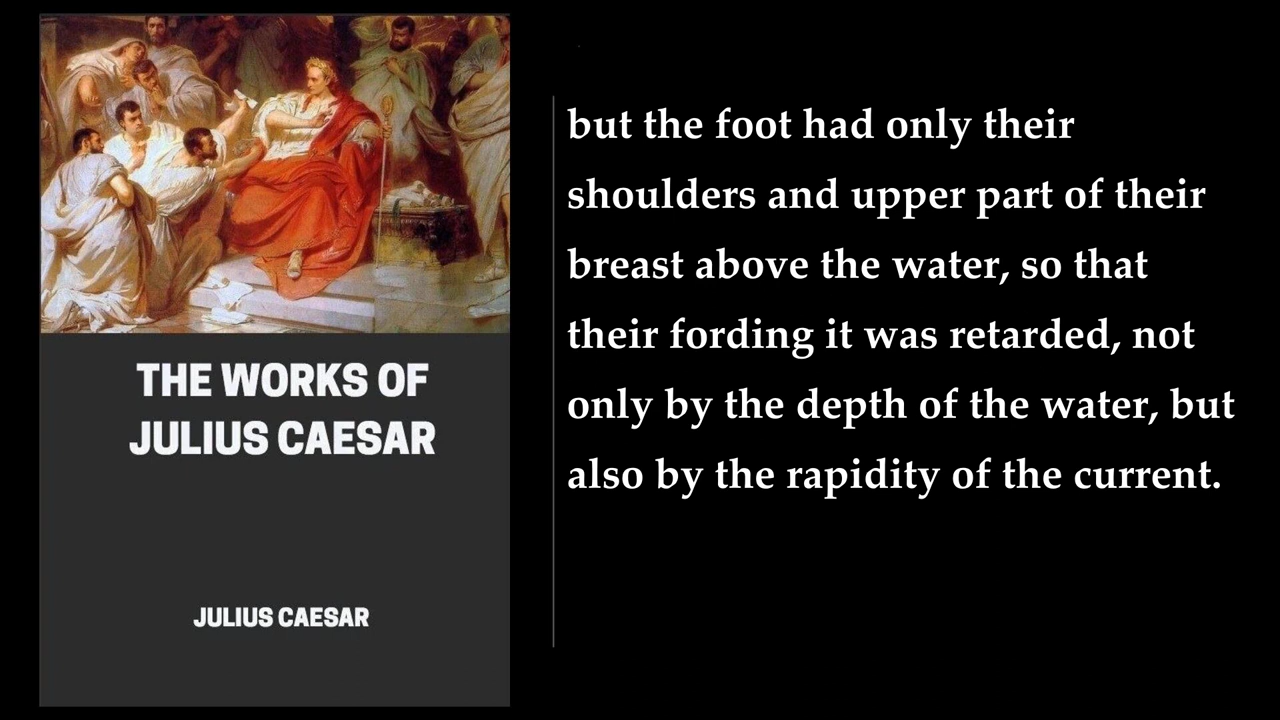 THE WORKS OF
JULIUS CAESAR
JULIUS CAESAR
but the foot had only their
shoulders and upper part of their
breast above the water, so that
their fording it was retarded, not
only by the depth of the water, but
also by the rapidity of the current.